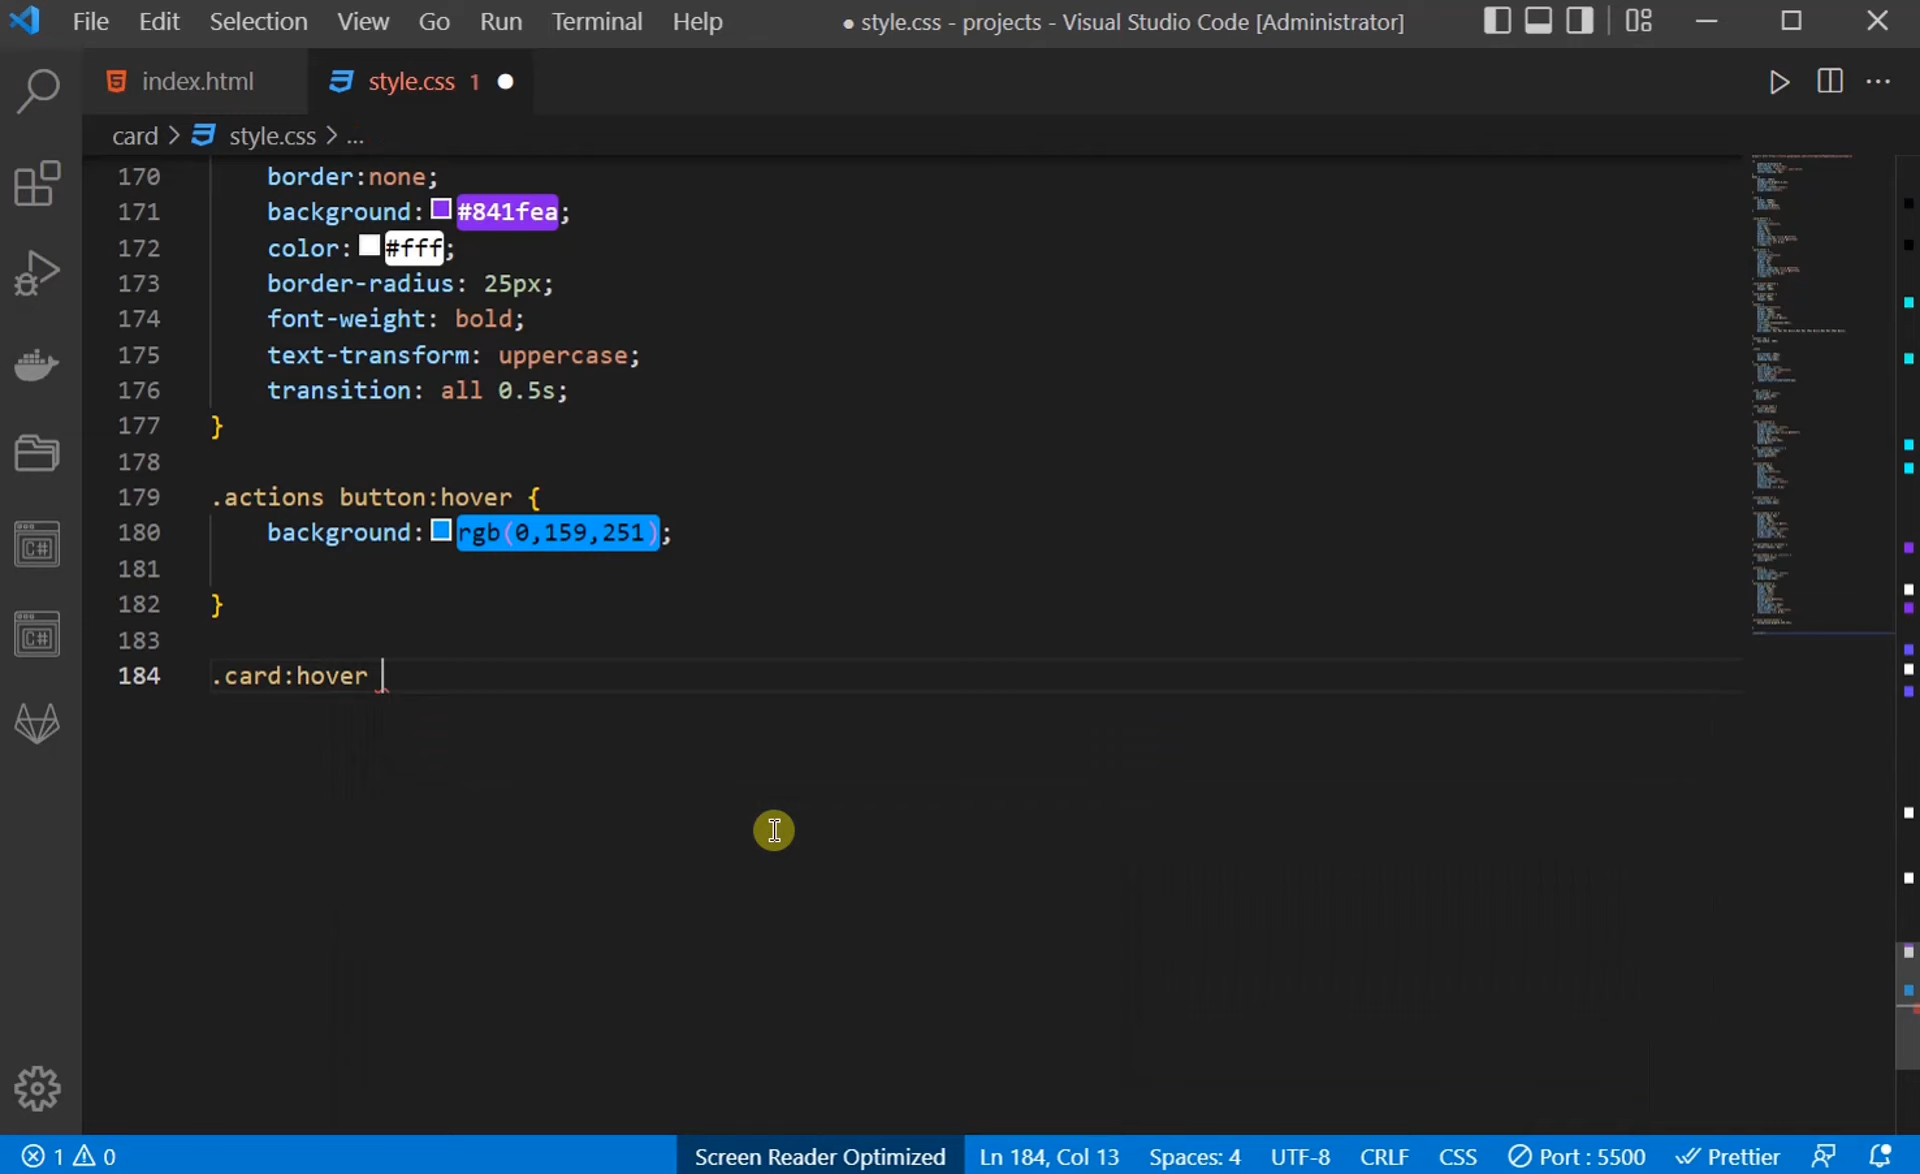 File Edit Selection View Go Run Terminal Help ● style.css - projects - Visual Studio Code [Administrator]
index.html style.css 1
card > style.css > ...
170 border:none;
171 background:#841fea;
172 color:#fff;
173 border-radius: 25px;
174 font-weight: bold;
175 text-transform: uppercase;
176 transition: all 0.5s;
177 }
178
179 .actions button:hover {
180 background:rgb(0,159,251);
181
182 }
183
184 .card:hover
C#
C#
1 0 Screen Reader Optimized Ln 184, Col 13 Spaces: 4 UTF-8 CRLF CSS Port : 5500 Prettier